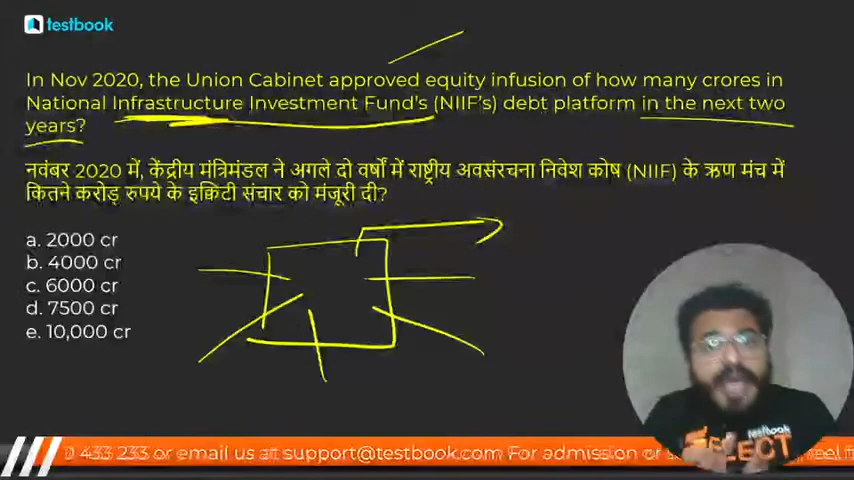 testbook
In Nov 2020, the Union Cabinet approved equity infusion of how many crores in
National Infrastructure Investment Fund's (NIIF's) debt platform in the next two
years?
नवंबर 2020 में, केंद्रीय मंत्रिमंडल ने अगले दो वर्षों में राष्ट्रीय अवसंरचना निवेश कोष (NIIF) के ऋण मंच में
कितने करोड़ रुपये के इक्विटी संचार को मंजूरी दी?
a. 2000 cr
b. 4000 cr
c. 6000 cr
d. 7500 cr
e. 10,000 cr
testbook
SELECT
433 233 or email us at support@testbook.com For admission or